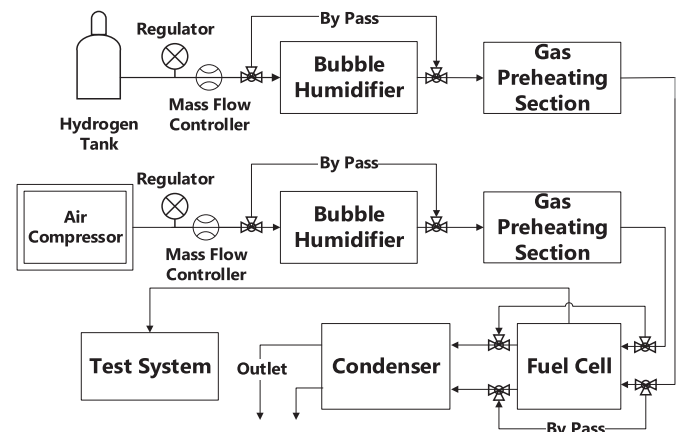 By Pass
Regulator
Bubble
Humidifier
Gas
Preheating
Section
Mass Flow
Controller
Hydrogen
Tank
By Pass
Regulator
Air
Compressor
Bubble
Humidifier
Gas
Preheating
Section
Mass Flow
Controller
Test System
Outlet
Condenser
Fuel Cell
By Pass